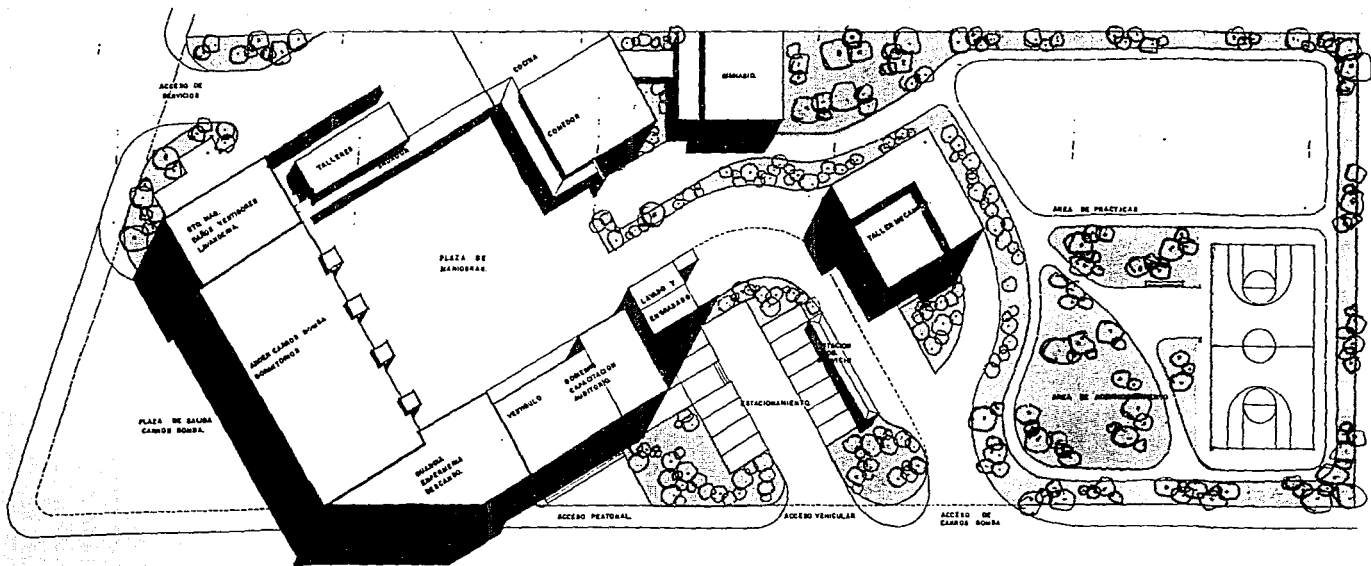 ACCESO DE
SERVICIOS
COCINA
GIMNASIO.
COMEDOR
TALLERES
BAÑOS VESTIDORES
LAVANDERIA.
TALLER MECANICO
AREA DE PRACTICAS
PLAZA DE
MANIOBRAS.
LAVADO Y
ENGRASADO
ANDEN CARROS BOMBA
DORMITORIOS
GOBIERNO
CAPACITACION
AUDITORIO.
VESTIBULO
ESTACIONAMIENTO.
PLAZA DE SALIDA
CARROS BOMBA.
GUARDIA
ENFERMERIA
DESCANSO.
ACCESO PEATONAL.
ACCESO VEHICULAR
ACCESO DE
CARROS BOMBA